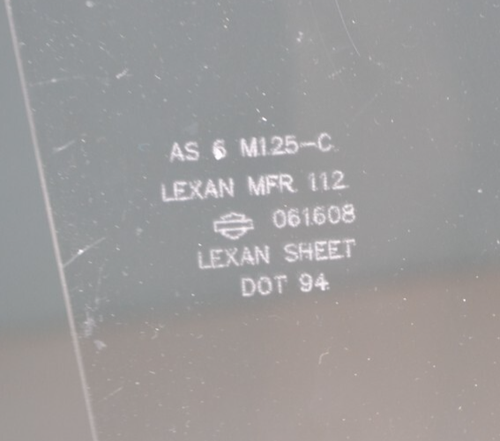 AS 6 M125-C
LEXAN MFR 112
061608
LEXAN SHEET
DOT 94